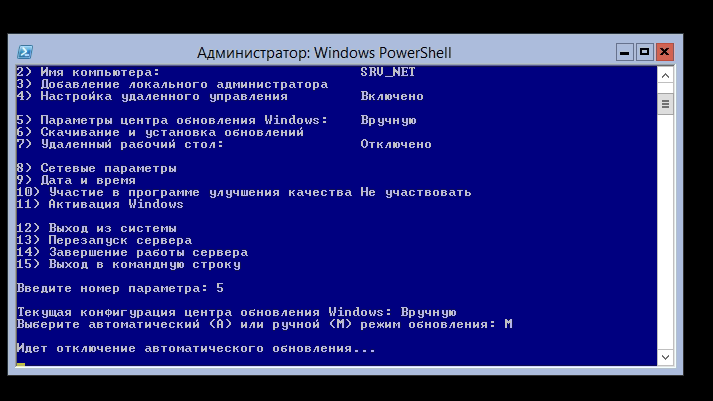 Администратор: Windows PowerShell
2) Имя компьютера: SRV_NET
3) Добавление локального администратора
4) Настройка удаленного управления Включено
5) Параметры центра обновления Windows: Вручную
6) Скачивание и установка обновлений
7) Удаленный рабочий стол: Отключено
8) Сетевые параметры
9) Дата и время
10) Участие в программе улучшения качества Не участвовать
11) Активация Windows
12) Выход из системы
13) Перезапуск сервера
14) Завершение работы сервера
15) Выход в командную строку
Введите номер параметра: 5
Текущая конфигурация центра обновления Windows: Вручную
Выберите автоматический (A) или ручной (M) режим обновления: M
Идет отключение автоматического обновления...